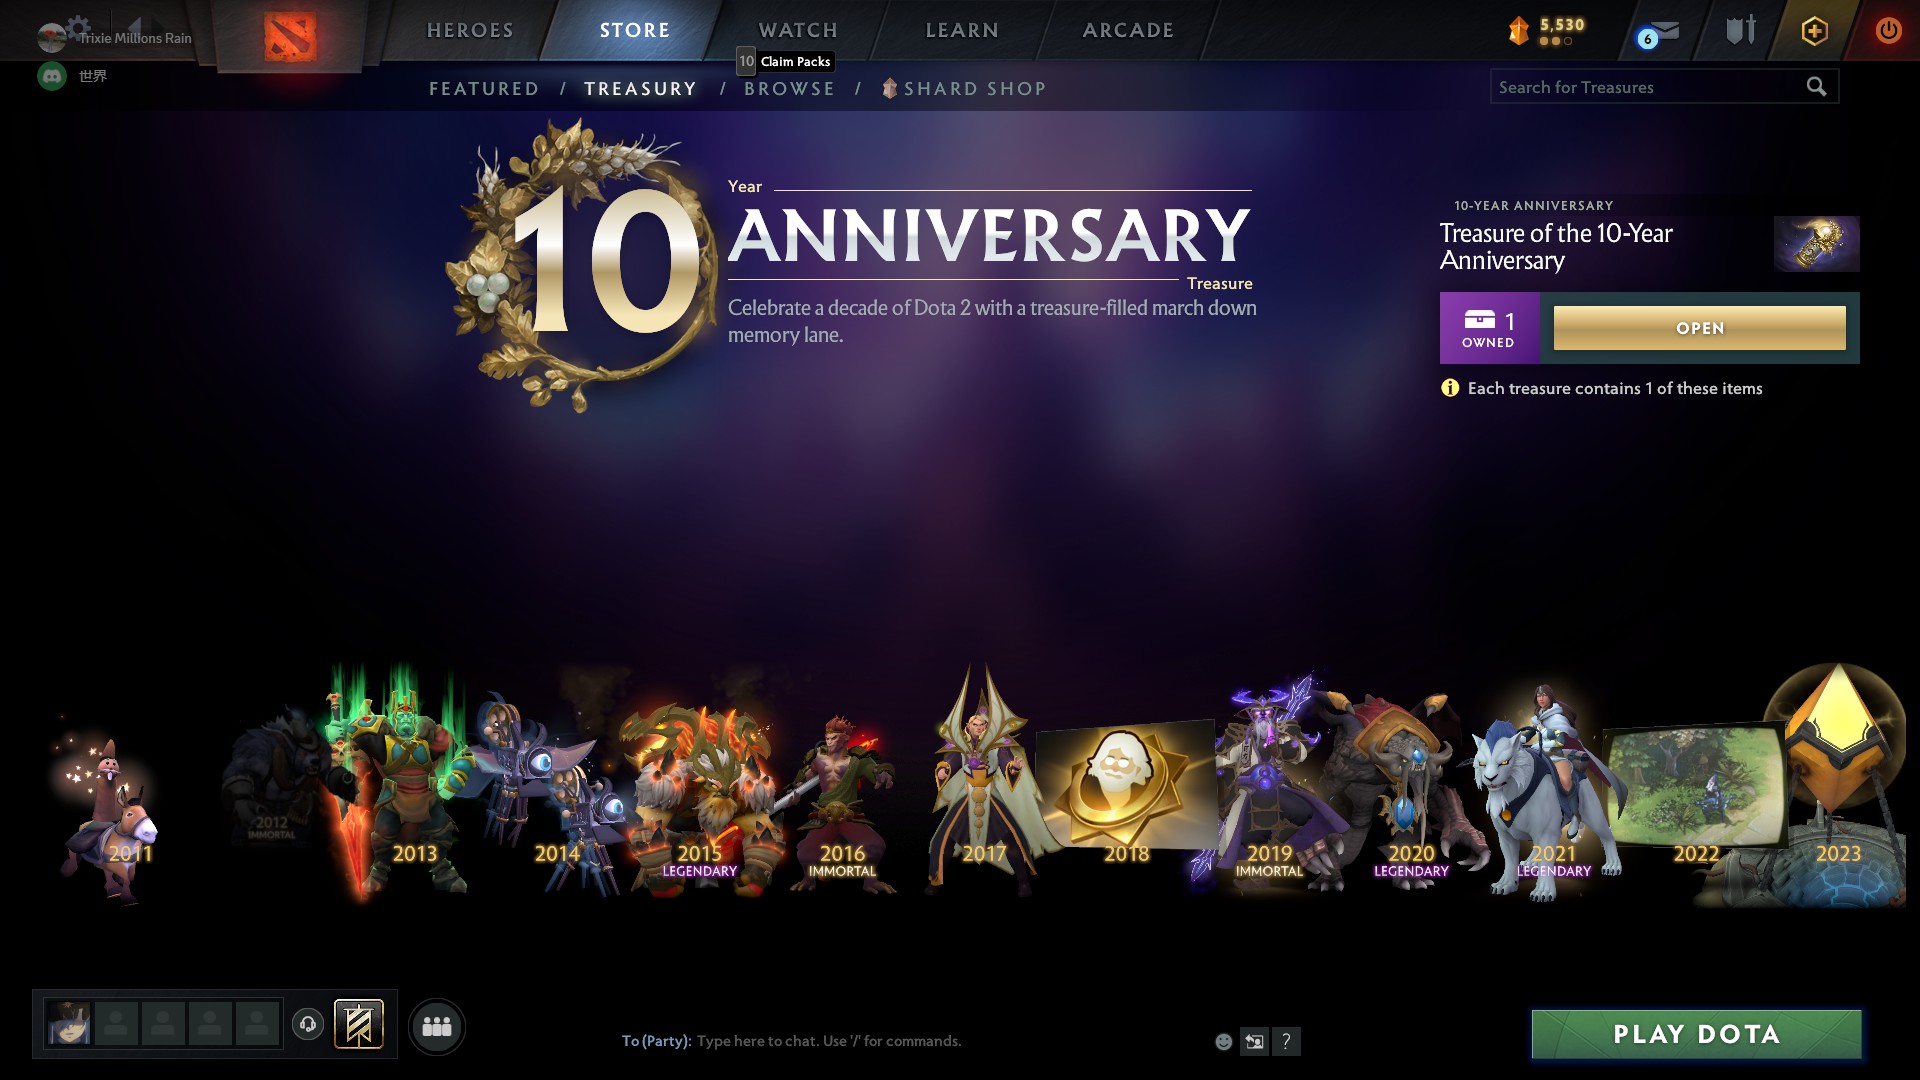 Trixie Millions Rain
世界
HEROES
STORE
WATCH
LEARN
ARCADE
5,530
6
10 Claim Packs
FEATURED / TREASURY / BROWSE / SHARD SHOP
Search for Treasures
10
Year
ANNIVERSARY
Treasure
Celebrate a decade of Dota 2 with a treasure-filled march down
memory lane.
10-YEAR ANNIVERSARY
Treasure of the 10-Year
Anniversary
1
OWNED
OPEN
Each treasure contains 1 of these items
2011
2012
IMMORTAL
2013
2014
2015
LEGENDARY
2016
IMMORTAL
2017
2018
2019
IMMORTAL
2020
LEGENDARY
2021
LEGENDARY
2022
2023
To (Party): Type here to chat. Use '/' for commands.
?
PLAY DOTA